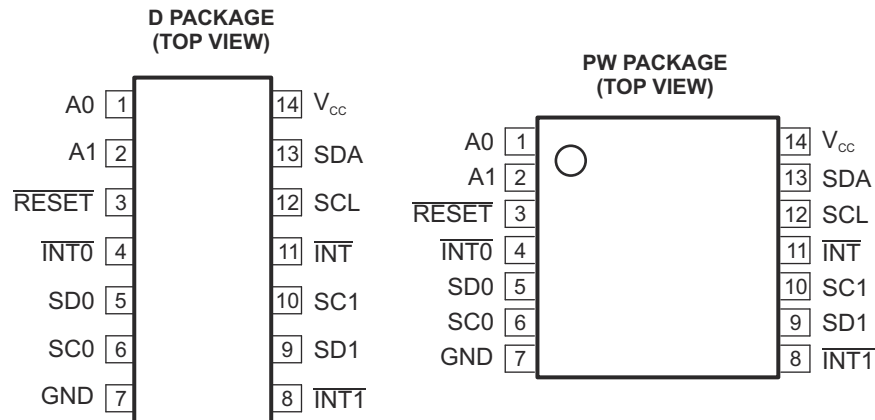 D PACKAGE
(TOP VIEW)
A0 1 14 VCC
A1 2 13 SDA
RESET 3 12 SCL
INT0 4 11 INT
SD0 5 10 SC1
SC0 6 9 SD1
GND 7 8 INT1
PW PACKAGE
(TOP VIEW)
A0 1 14 VCC
A1 2 13 SDA
RESET 3 12 SCL
INT0 4 11 INT
SD0 5 10 SC1
SC0 6 9 SD1
GND 7 8 INT1